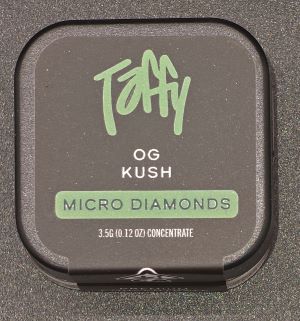 Taffy
OG
KUSH
MICRO DIAMONDS
3.5G (0.12 OZ) CONCENTRATE